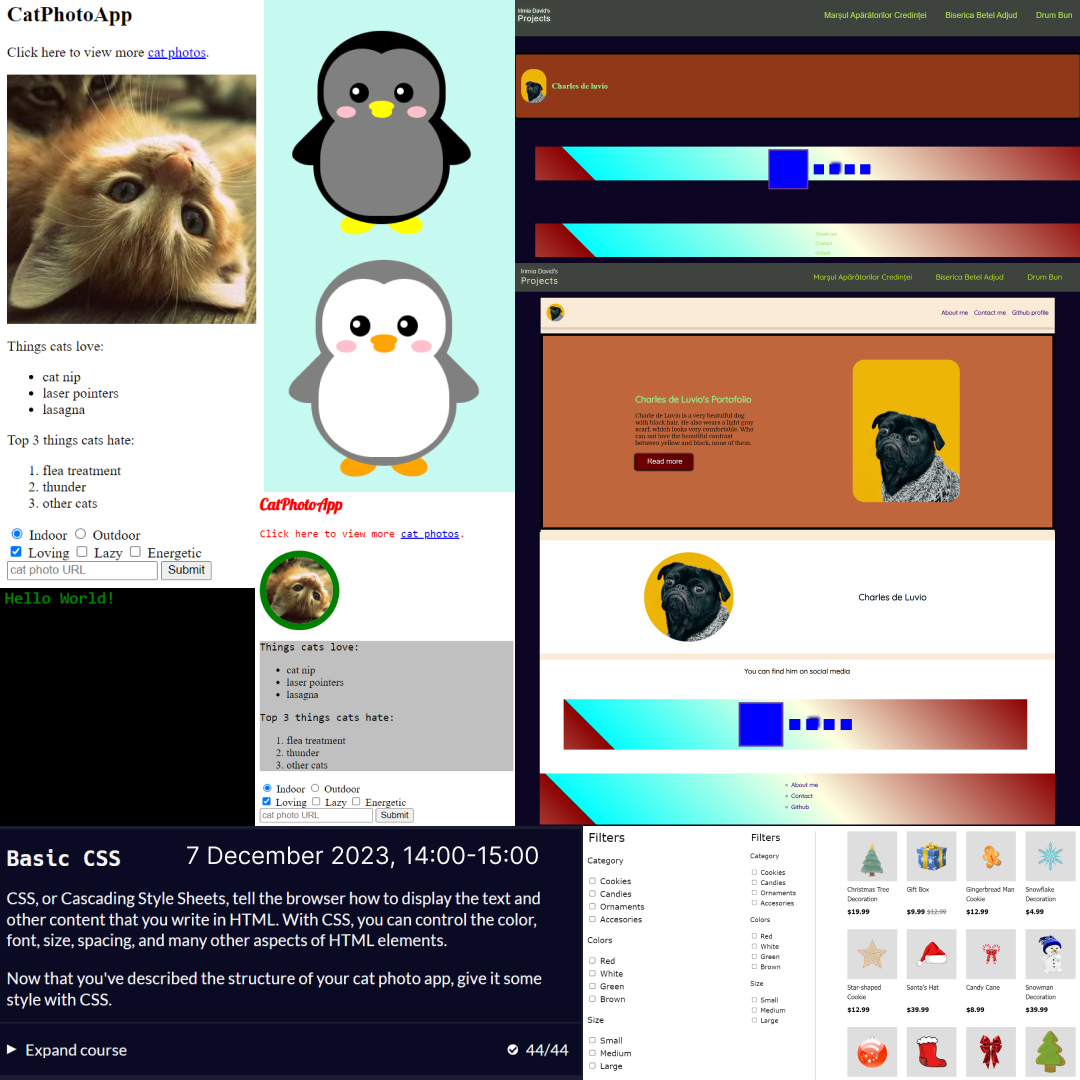 CatPhotoApp
Click here to view more cat photos.
Things cats love:
cat nip
laser pointers
lasagna
Top 3 things cats hate:
1. flea treatment
2. thunder
3. other cats
Indoor Outdoor
Loving Lazy Energetic
cat photo URL Submit
Hello World!
CatPhotoApp
Click here to view more cat photos.
Things cats love:
cat nip
laser pointers
lasagna
Top 3 things cats hate:
1. flea treatment
2. thunder
3. other cats
Indoor Outdoor
Loving Lazy Energetic
cat photo URL Submit
Irimia David's
Projects
Marșul Apărătorilor Credinței Biserica Betel Adjud Drum Bun
Charles de luvio
About me
Contact
Github
Irimia David's
Projects
Marșul Apărătorilor Credinței Biserica Betel Adjud Drum Bun
About me Contact me Github profile
Charles de Luvio's Portofolio
Charle de Luvio is a very beatuiful dog
with black hair. He also wears a light gray
scarf, which looks very comfortable. Who
can not love the beautiful contrast
between yellow and black, none of them.
Read more
Charles de Luvio
You can find him on social media
About me
Contact
Github
Basic CSS 7 December 2023, 14:00-15:00
CSS, or Cascading Style Sheets, tell the browser how to display the text and
other content that you write in HTML. With CSS, you can control the color,
font, size, spacing, and many other aspects of HTML elements.
Now that you've described the structure of your cat photo app, give it some
style with CSS.
Expand course 44/44
Filters
Category
Cookies
Candies
Ornaments
Accesories
Colors
Red
White
Green
Brown
Size
Small
Medium
Large
Filters
Category
Cookies
Candies
Ornaments
Accesories
Colors
Red
White
Green
Brown
Size
Small
Medium
Large
Christmas Tree Gift Box Gingerbread Man Snowflake
Decoration Cookie Decoration
$19.99 $9.99 $12.99 $12.99 $4.99
Star-shaped Santa's Hat Candy Cane Snowman
Cookie Decoration
$12.99 $39.99 $8.99 $39.99